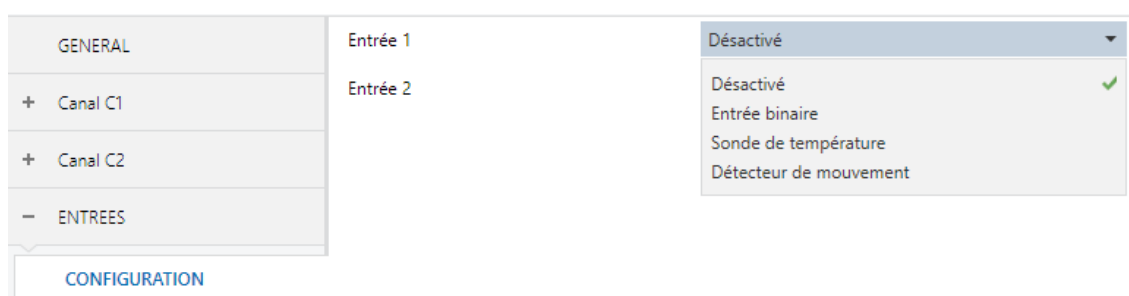 GENERAL
Entrée 1
Désactivé
+ Canal C1
Entrée 2
Désactivé
Entrée binaire
Sonde de température
Détecteur de mouvement
+ Canal C2
− ENTREES
CONFIGURATION